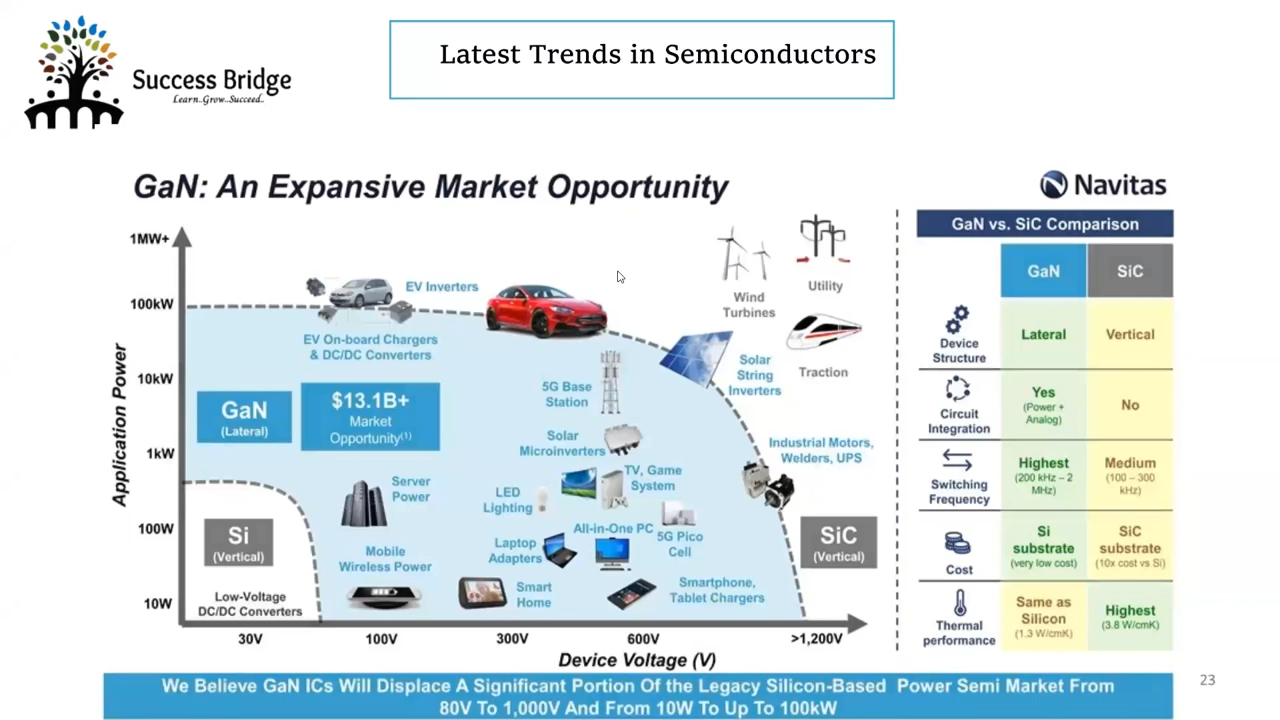 Success Bridge
Learn..Grow..Succeed..
Latest Trends in Semiconductors
GaN: An Expansive Market Opportunity
Navitas
Application Power
1MW+
100kW
10kW
1kW
100W
10W
EV Inverters
EV On-board Chargers
& DC/DC Converters
GaN
(Lateral)
$13.1B+
Market
Opportunity(1)
Si
(Vertical)
Low-Voltage
DC/DC Converters
Server
Power
Mobile
Wireless Power
5G Base
Station
Solar
Microinverters
LED
Lighting
TV, Game
System
All-in-One PC
5G Pico
Cell
Laptop
Adapters
Smart
Home
Smartphone,
Tablet Chargers
Wind
Turbines
Utility
Traction
Solar
String
Inverters
Industrial Motors,
Welders, UPS
SiC
(Vertical)
30V
100V
300V
600V
>1,200V
Device Voltage (V)
GaN vs. SiC Comparison
GaN
SiC
Device
Structure
Lateral
Vertical
Circuit
Integration
Yes
(Power +
Analog)
No
Switching
Frequency
Highest
(200 kHz – 2
MHz)
Medium
(100 – 300
kHz)
Cost
Si
substrate
(very low cost)
SiC
substrate
(10x cost vs Si)
Thermal
performance
Same as
Silicon
(1.3 W/cmK)
Highest
(3.8 W/cmK)
We Believe GaN ICs Will Displace A Significant Portion Of the Legacy Silicon-Based Power Semi Market From
80V To 1,000V And From 10W To Up To 100kW
23